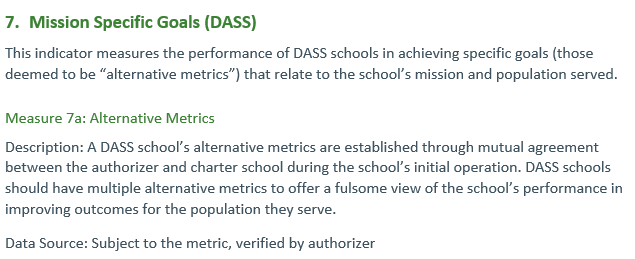 7. Mission Specific Goals (DASS)
This indicator measures the performance of DASS schools in achieving specific goals (those
deemed to be “alternative metrics”) that relate to the school’s mission and population served.
Measure 7a: Alternative Metrics
Description: A DASS school’s alternative metrics are established through mutual agreement
between the authorizer and charter school during the school’s initial operation. DASS schools
should have multiple alternative metrics to offer a fulsome view of the school’s performance in
improving outcomes for the population they serve.
Data Source: Subject to the metric, verified by authorizer